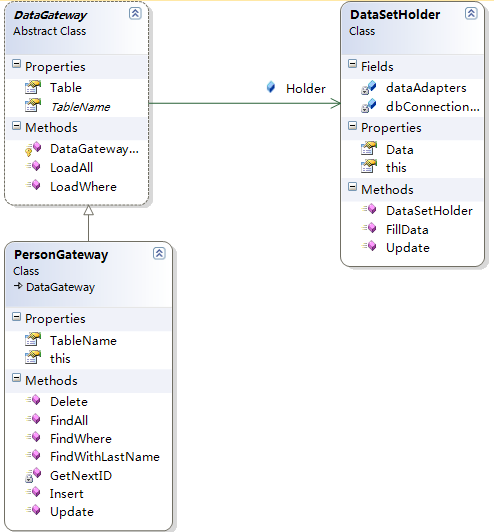 DataGateway
Abstract Class
Properties
Table
TableName
Methods
DataGateway...
LoadAll
LoadWhere
Holder
DataSetHolder
Class
Fields
dataAdapters
dbConnection...
Properties
Data
this
Methods
DataSetHolder
FillData
Update
PersonGateway
Class
DataGateway
Properties
TableName
this
Methods
Delete
FindAll
FindWhere
FindWithLastName
GetNextID
Insert
Update